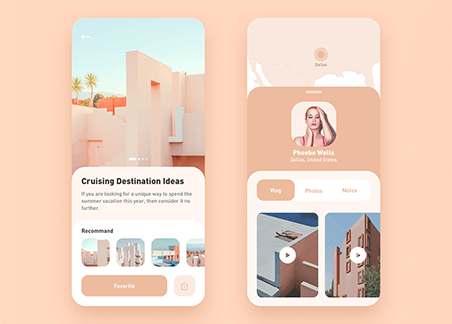 Cruising Destination Ideas
If you are looking for a unique way to spend the
summer vacation this year, then consider it no
further.
Recommand
Favorite
Dallas
Phoebe Wells
Dallas, United States
Vlog
Photos
Notes